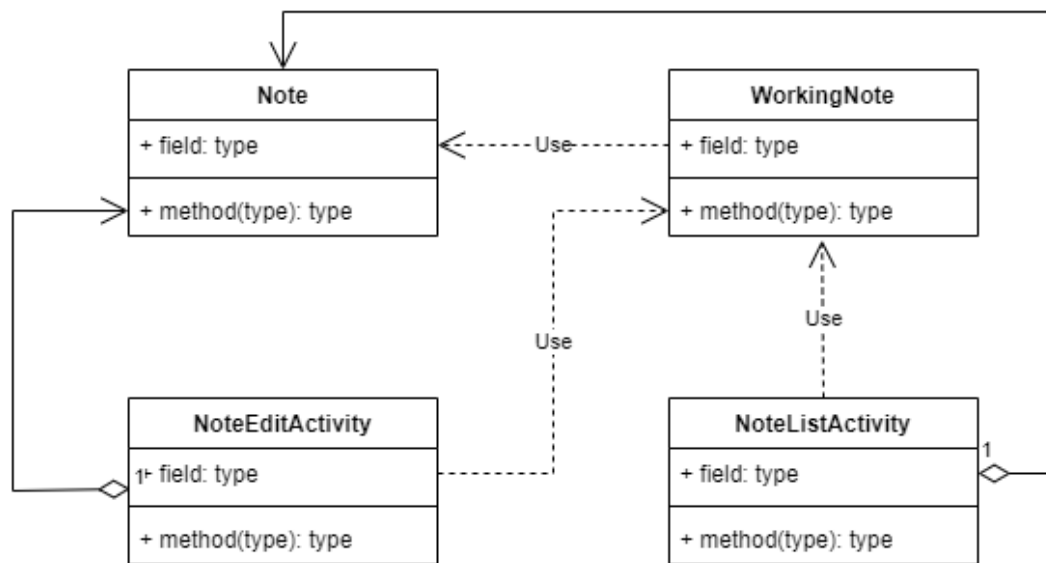 Note
+ field: type
+ method(type): type
WorkingNote
+ field: type
+ method(type): type
Use
Use
Use
NoteEditActivity
1
+ field: type
+ method(type): type
NoteListActivity
1
+ field: type
+ method(type): type